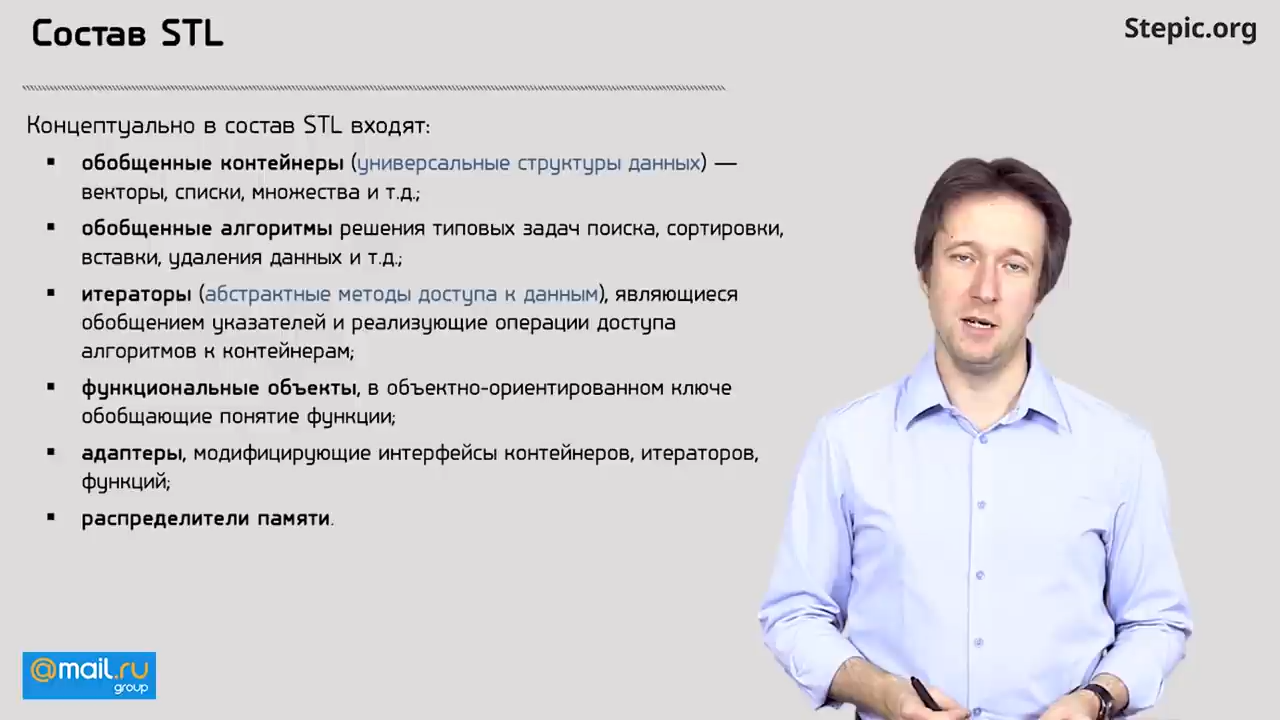 Состав STL
Stepic.org
Концептуально в состав STL входят:
▪ обобщенные контейнеры (универсальные структуры данных) —
векторы, списки, множества и т.д.;
▪ обобщенные алгоритмы решения типовых задач поиска, сортировки,
вставки, удаления данных и т.д.;
▪ итераторы (абстрактные методы доступа к данным), являющиеся
обобщением указателей и реализующие операции доступа
алгоритмов к контейнерам;
▪ функциональные объекты, в объектно-ориентированном ключе
обобщающие понятие функции;
▪ адаптеры, модифицирующие интерфейсы контейнеров, итераторов,
функций;
▪ распределители памяти.
@mail.ru
group